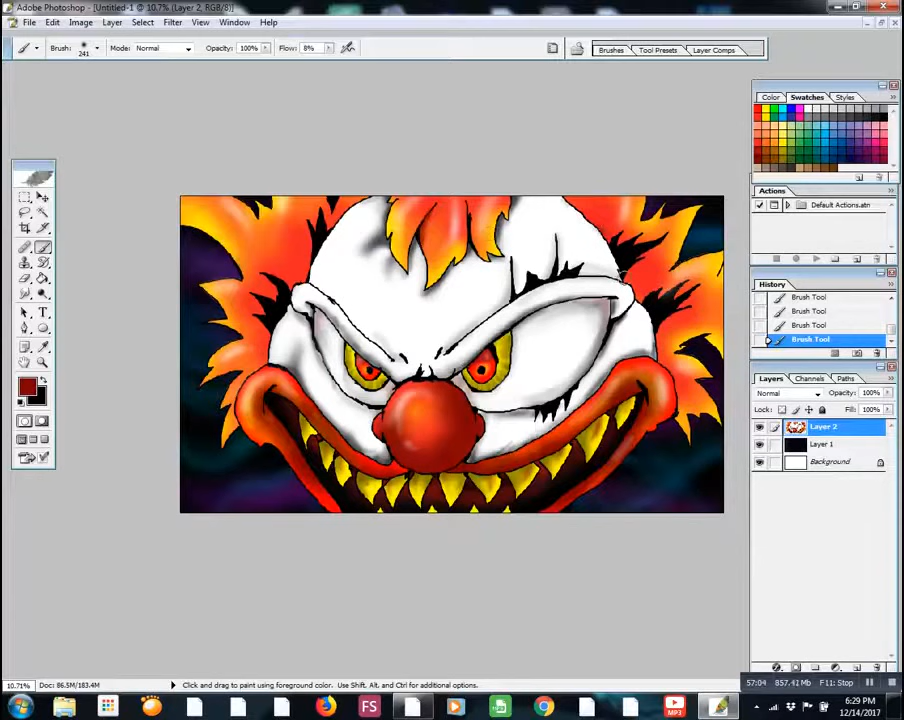 Adobe Photoshop - [Untitled-1 @ 10.7% (Layer 2, RGB/8)]
File Edit Image Layer Select Filter View Window Help
Brush: 241 Mode: Normal Opacity: 100% Flow: 8% Brushes Tool Presets Layer Comps
Color Swatches Styles
Actions
Default Actions.atn
History
Brush Tool
Brush Tool
Brush Tool
Brush Tool
Layers Channels Paths
Normal Opacity: 100%
Lock: Fill: 100%
Layer 2
Layer 1
Background
10.71% Doc: 86.5M/183.4M Click and drag to paint using foreground color. Use Shift, Alt, and Ctrl for additional options.
57:04 857.41 MB F11: Stop
FS MP3 6:29 PM
12/14/2017